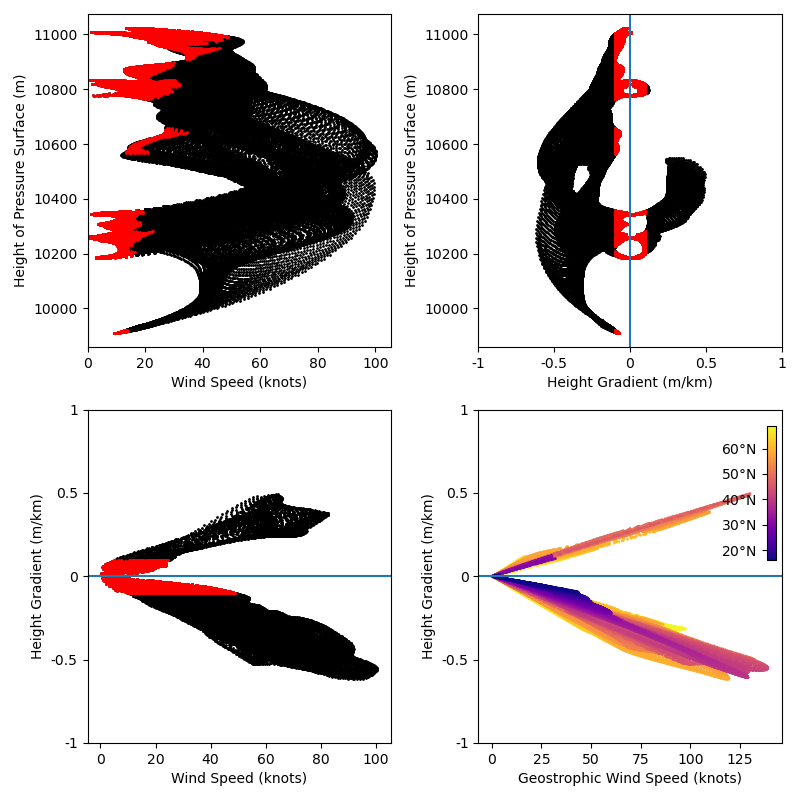 11000
10800
10600
10400
10200
10000
Height of Pressure Surface (m)
0 20 40 60 80 100
Wind Speed (knots)
11000
10800
10600
10400
10200
10000
Height of Pressure Surface (m)
-1 -0.5 0 0.5 1
Height Gradient (m/km)
1
0.5
0
-0.5
-1
Height Gradient (m/km)
0 20 40 60 80 100
Wind Speed (knots)
1
0.5
0
-0.5
-1
Height Gradient (m/km)
60°N
50°N
40°N
30°N
20°N
0 25 50 75 100 125
Geostrophic Wind Speed (knots)